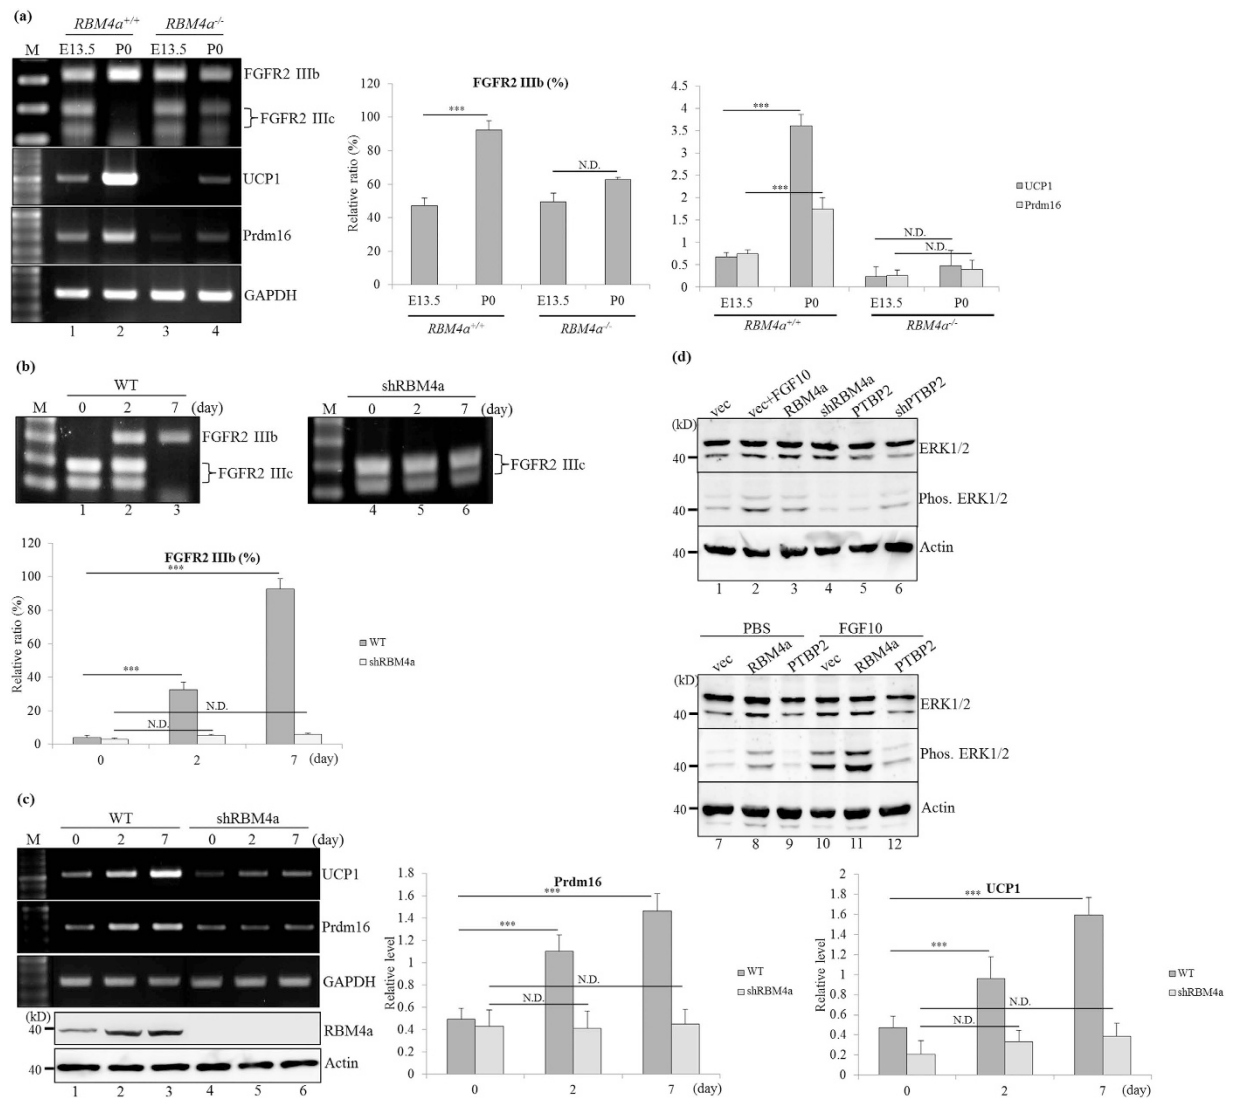 (a)
RBM4a+/+ RBM4a-/-
M E13.5 P0 E13.5 P0
FGFR2 IIIb
FGFR2 IIIc
UCP1
Prdm16
GAPDH
1 2 3 4
FGFR2 IIIb (%)
Relative ratio (%)
120
100
80
60
40
20
0
***
N.D.
E13.5 P0 E13.5 P0
RBM4a+/+ RBM4a-/-
4.5
4
3.5
3
2.5
2
1.5
1
0.5
0
***
***
N.D.
N.D.
UCP1
Prdm16
E13.5 P0 E13.5 P0
RBM4a+/+ RBM4a-/-
(b)
WT
M 0 2 7 (day)
FGFR2 IIIb
FGFR2 IIIc
1 2 3
shRBM4a
M 0 2 7 (day)
FGFR2 IIIc
4 5 6
FGFR2 IIIb (%)
Relative ratio (%)
120
100
80
60
40
20
0
***
***
N.D.
N.D.
WT
shRBM4a
0 2 7 (day)
(c)
WT shRBM4a
M 0 2 7 0 2 7 (day)
UCP1
Prdm16
GAPDH
(kD)
40 RBM4a
40 Actin
1 2 3 4 5 6
Prdm16
Relative level
1.8
1.6
1.4
1.2
1
0.8
0.6
0.4
0.2
0
***
***
N.D.
N.D.
WT
shRBM4a
0 2 7 (day)
UCP1
Relative level
2
1.8
1.6
1.4
1.2
1
0.8
0.6
0.4
0.2
0
***
***
N.D.
N.D.
WT
shRBM4a
0 2 7 (day)
(d)
vec vec+FGF10 RBM4a shRBM4a PTBP2 shPTBP2
(kD)
40 ERK1/2
40 Phos. ERK1/2
40 Actin
1 2 3 4 5 6
PBS FGF10
vec RBM4a PTBP2 vec RBM4a PTBP2
(kD)
40 ERK1/2
40 Phos. ERK1/2
40 Actin
7 8 9 10 11 12